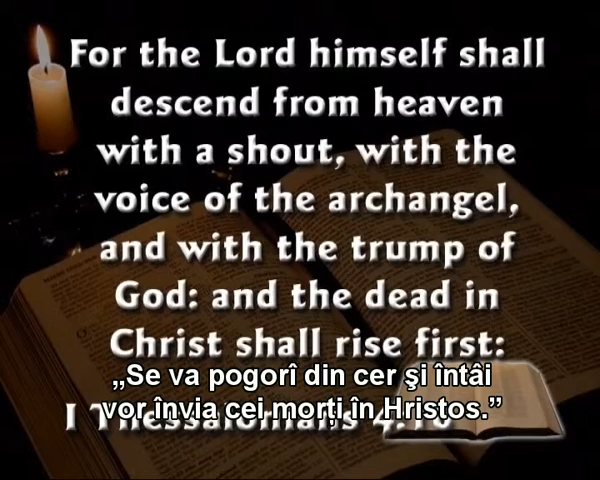 For the Lord himself shall
descend from heaven
with a shout, with the
voice of the archangel,
and with the trump of
God: and the dead in
Christ shall rise first:
„Se va pogorî din cer şi întâi
vor învia cei morţi în Hristos.”
I Thessalonians 4:16